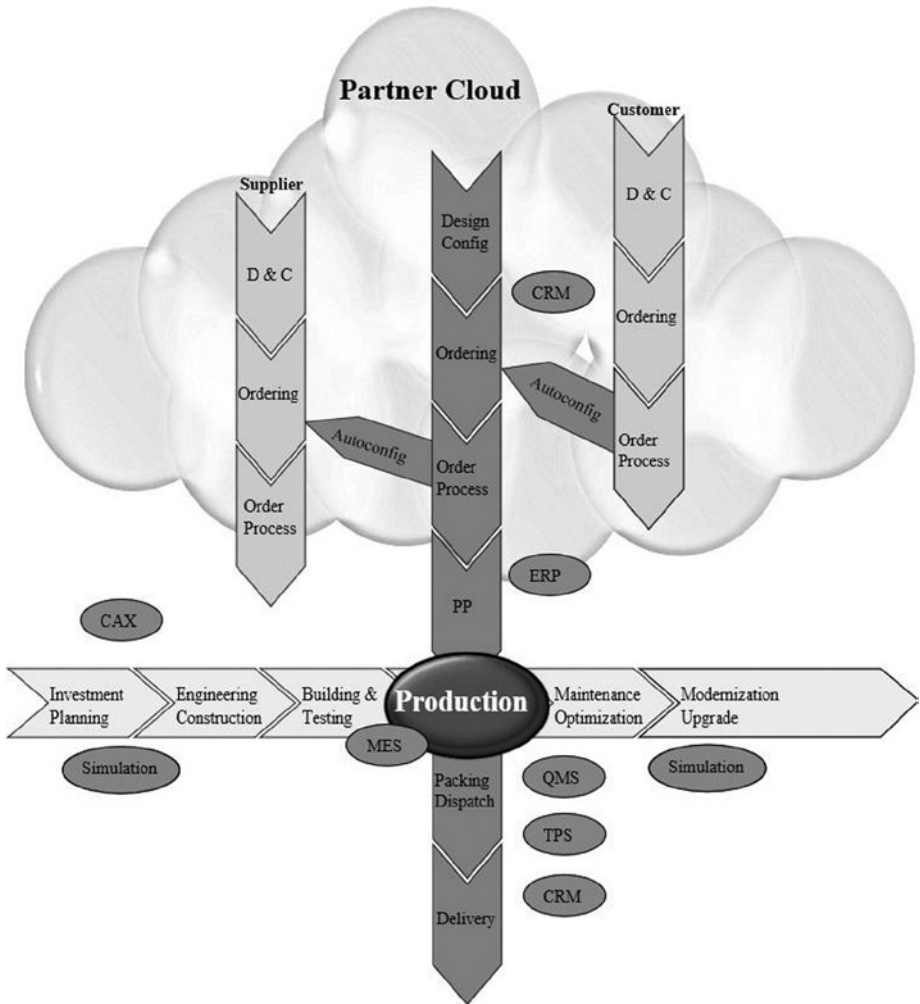 Partner Cloud
Customer
Supplier
D & C
Design
Config
D & C
CRM
Ordering
Ordering
Ordering
Autoconfig
Autoconfig
Order
Process
Order
Process
Order
Process
ERP
PP
CAX
Investment
Planning
Engineering
Construction
Building &
Testing
Production
Maintenance
Optimization
Modernization
Upgrade
MES
Simulation
Simulation
Packing
Dispatch
QMS
TPS
CRM
Delivery